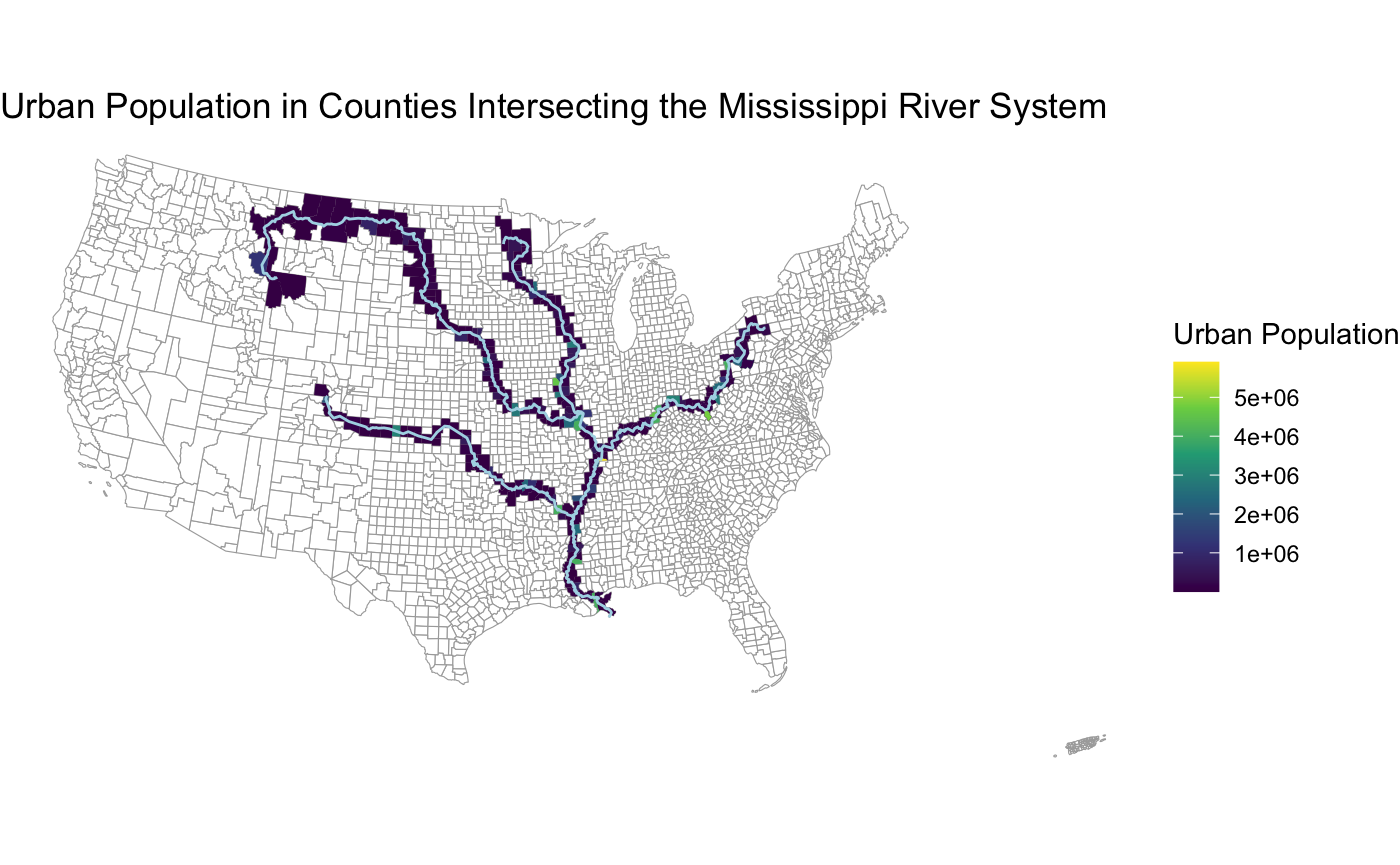 Urban Population in Counties Intersecting the Mississippi River System
Urban Population
5e+06
4e+06
3e+06
2e+06
1e+06